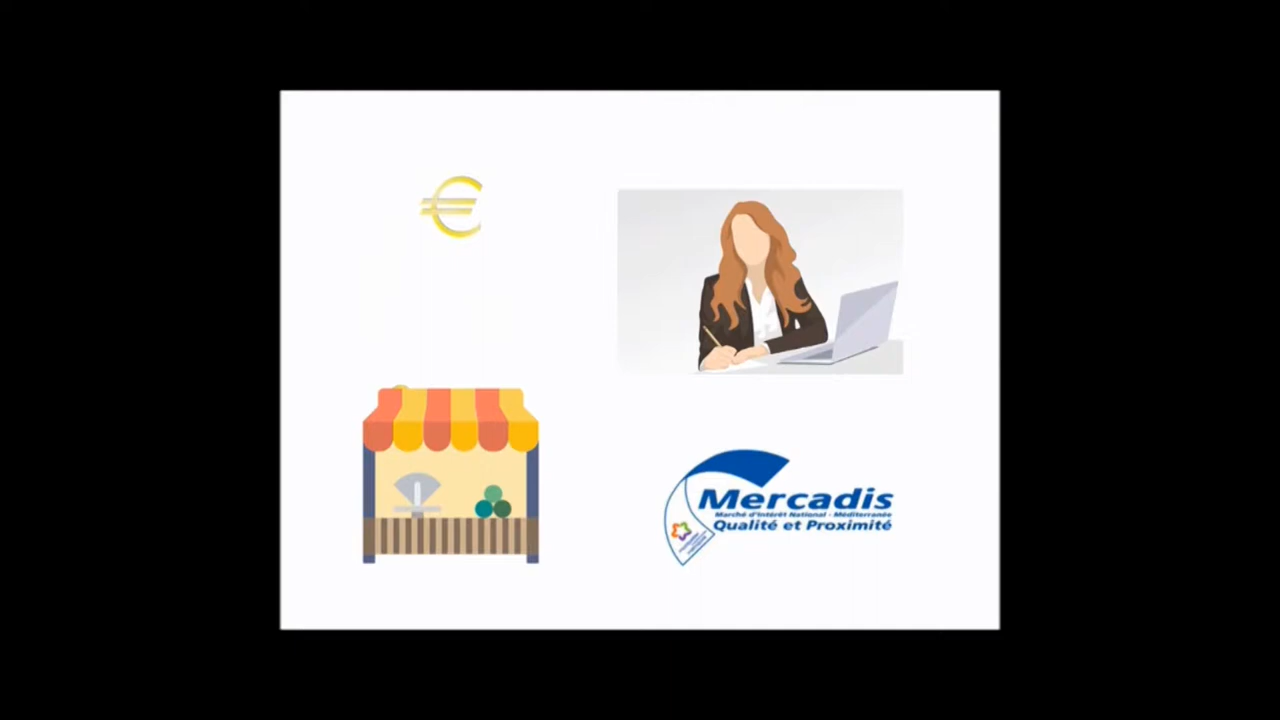 €
Mercadis
Marché d'Intérêt National - Méditerranée
Qualité et Proximité